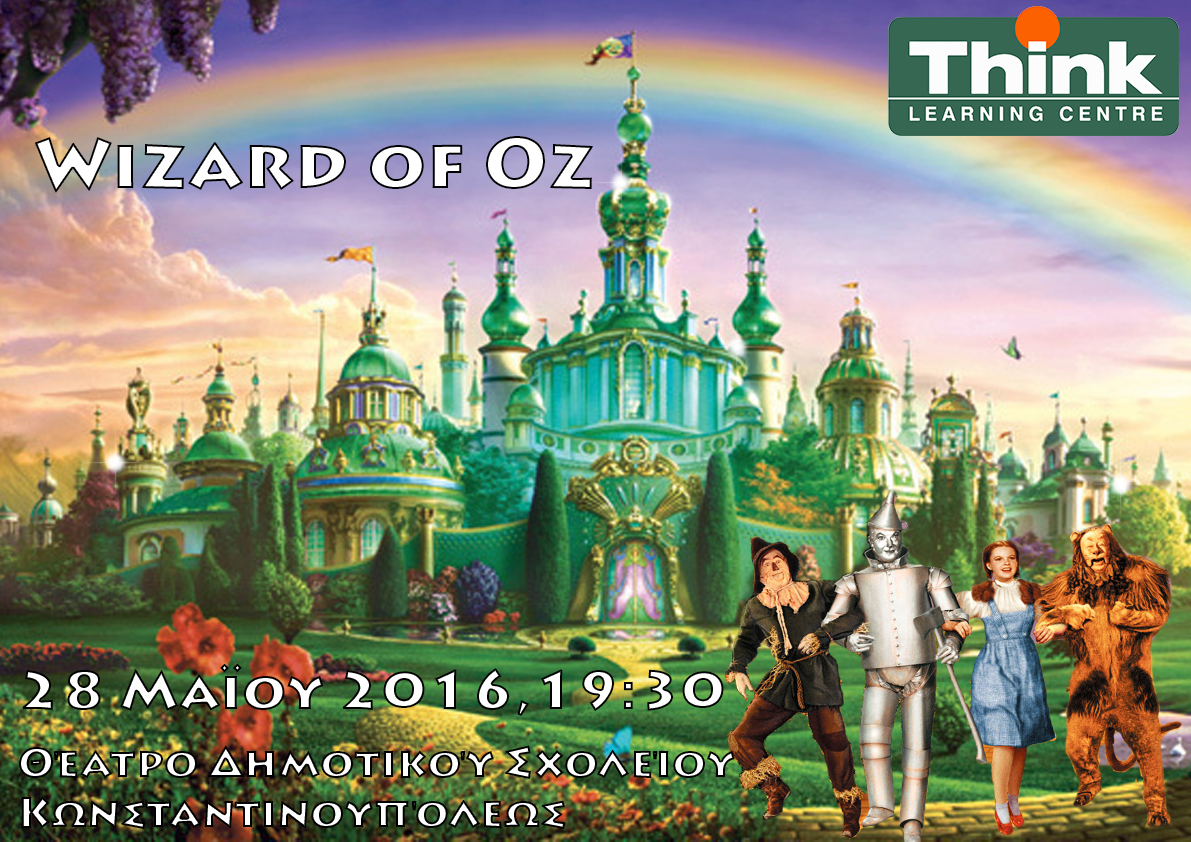 Think
LEARNING CENTRE
Wizard of Oz
28 Μαΐου 2016, 19:30
Θέατρο Δημοτικού Σχολείου
Κωνσταντινουπόλεως